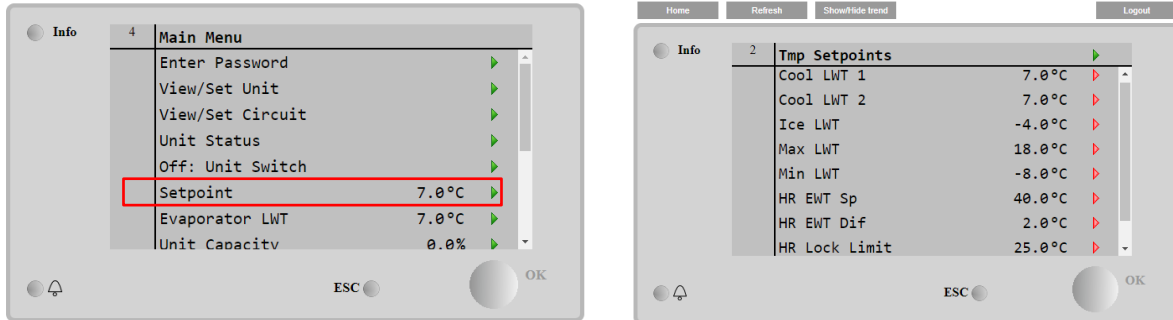 Info
4 Main Menu
Enter Password
View/Set Unit
View/Set Circuit
Unit Status
Off: Unit Switch
Setpoint 7.0°C
Evaporator LWT 7.0°C
Unit Capacity 0.0%
ESC
OK
Home Refresh Show/Hide trend Logout
Info
2 Tmp Setpoints
Cool LWT 1 7.0°C
Cool LWT 2 7.0°C
Ice LWT -4.0°C
Max LWT 18.0°C
Min LWT -8.0°C
HR EWT Sp 40.0°C
HR EWT Dif 2.0°C
HR Lock Limit 25.0°C
ESC
OK